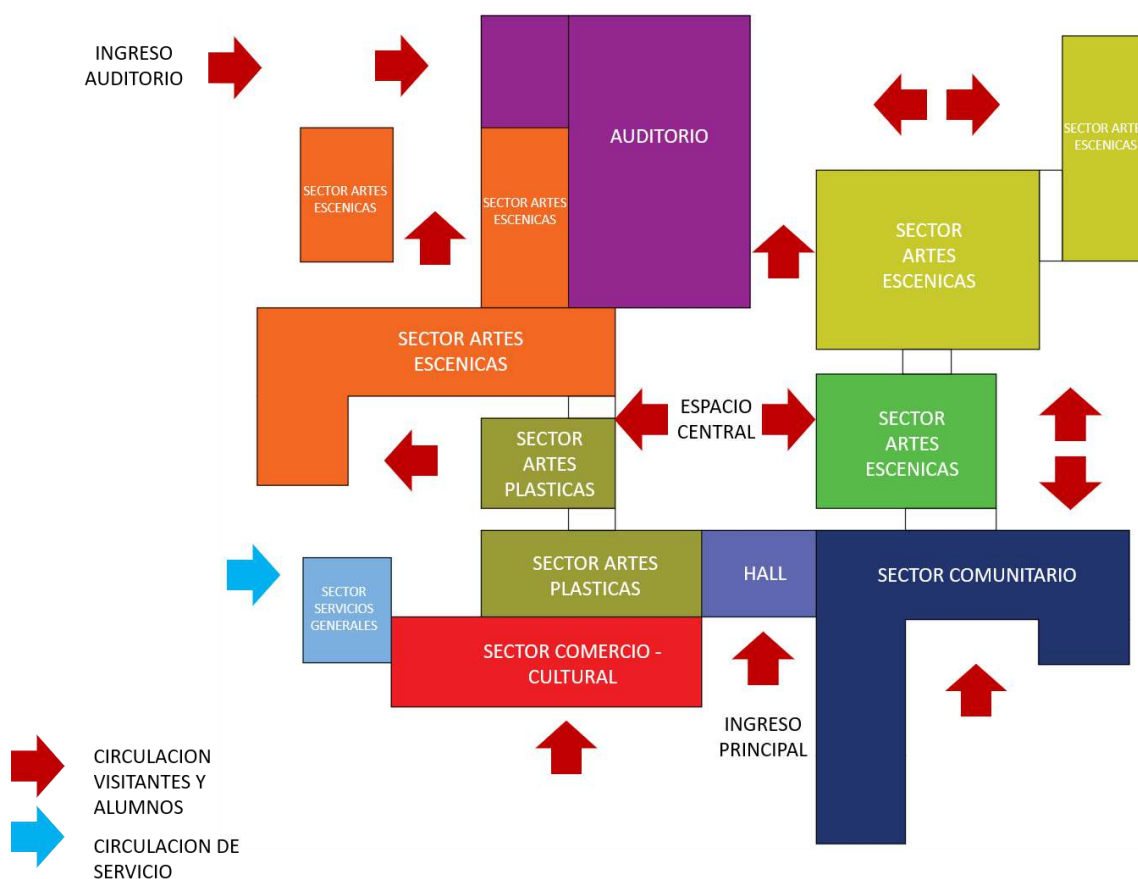 INGRESO
AUDITORIO
AUDITORIO
SECTOR ARTES
ESCENICAS
SECTOR ARTES
ESCENICAS
SECTOR ARTES
ESCENICAS
SECTOR
ARTES
ESCENICAS
SECTOR ARTES
ESCENICAS
ESPACIO
CENTRAL
SECTOR
ARTES
ESCENICAS
SECTOR
ARTES
PLASTICAS
SECTOR ARTES
PLASTICAS
HALL
SECTOR COMUNITARIO
SECTOR
SERVICIOS
GENERALES
SECTOR COMERCIO -
CULTURAL
INGRESO
PRINCIPAL
CIRCULACION
VISITANTES Y
ALUMNOS
CIRCULACION DE
SERVICIO